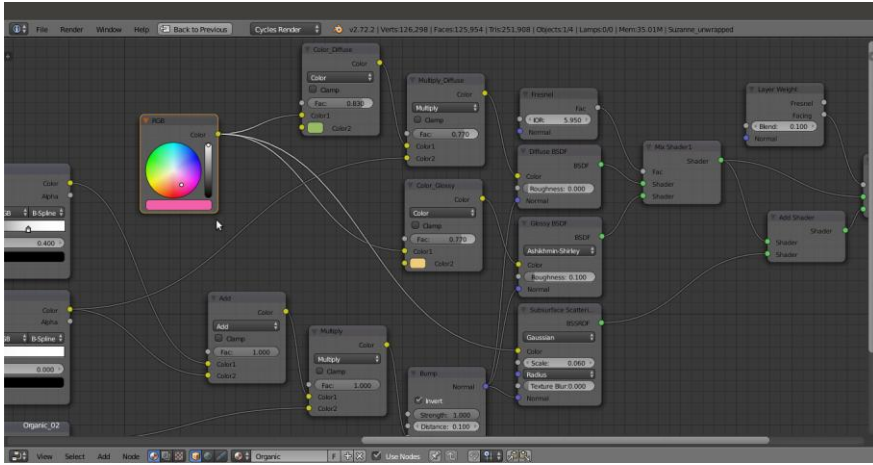 File Render Window Help Back to Previous Cycles Render v2.72.2 | Verts:126,298 | Faces:125,954 | Tris:251,908 | Objects:1/4 | Lamps:0/0 | Mem:35.01M | Suzanne_unwrapped
Color_Diffuse
Color
Color
Clamp
Fac: 0.830
Color1
Color2
RGB
Color
Multiply_Diffuse
Color
Multiply
Clamp
Fac: 0.770
Color1
Color2
Fresnel
Fac
IOR: 5.950
Normal
Layer Weight
Fresnel
Facing
Blend: 0.100
Normal
Diffuse BSDF
BSDF
Color
Roughness: 0.000
Normal
Mix Shader1
Shader
Fac
Shader
Shader
Color
Alpha
B-Spline
0.400
Color_Glossy
Color
Color
Clamp
Fac: 0.770
Color1
Color2
Glossy BSDF
BSDF
Ashikhmin-Shirley
Color
Roughness: 0.100
Normal
Add Shader
Shader
Shader
Shader
Color
Alpha
B-Spline
0.000
Add
Color
Add
Clamp
Fac: 1.000
Color1
Color2
Multiply
Color
Multiply
Clamp
Fac: 1.000
Color1
Color2
Subsurface Scatteri...
BSSRDF
Gaussian
Color
Scale: 0.060
Radius
Texture Blur:0.000
Normal
Bump
Normal
Invert
Strength: 1.000
Distance: 0.100
Organic_02
View Select Add Node Organic F Use Nodes